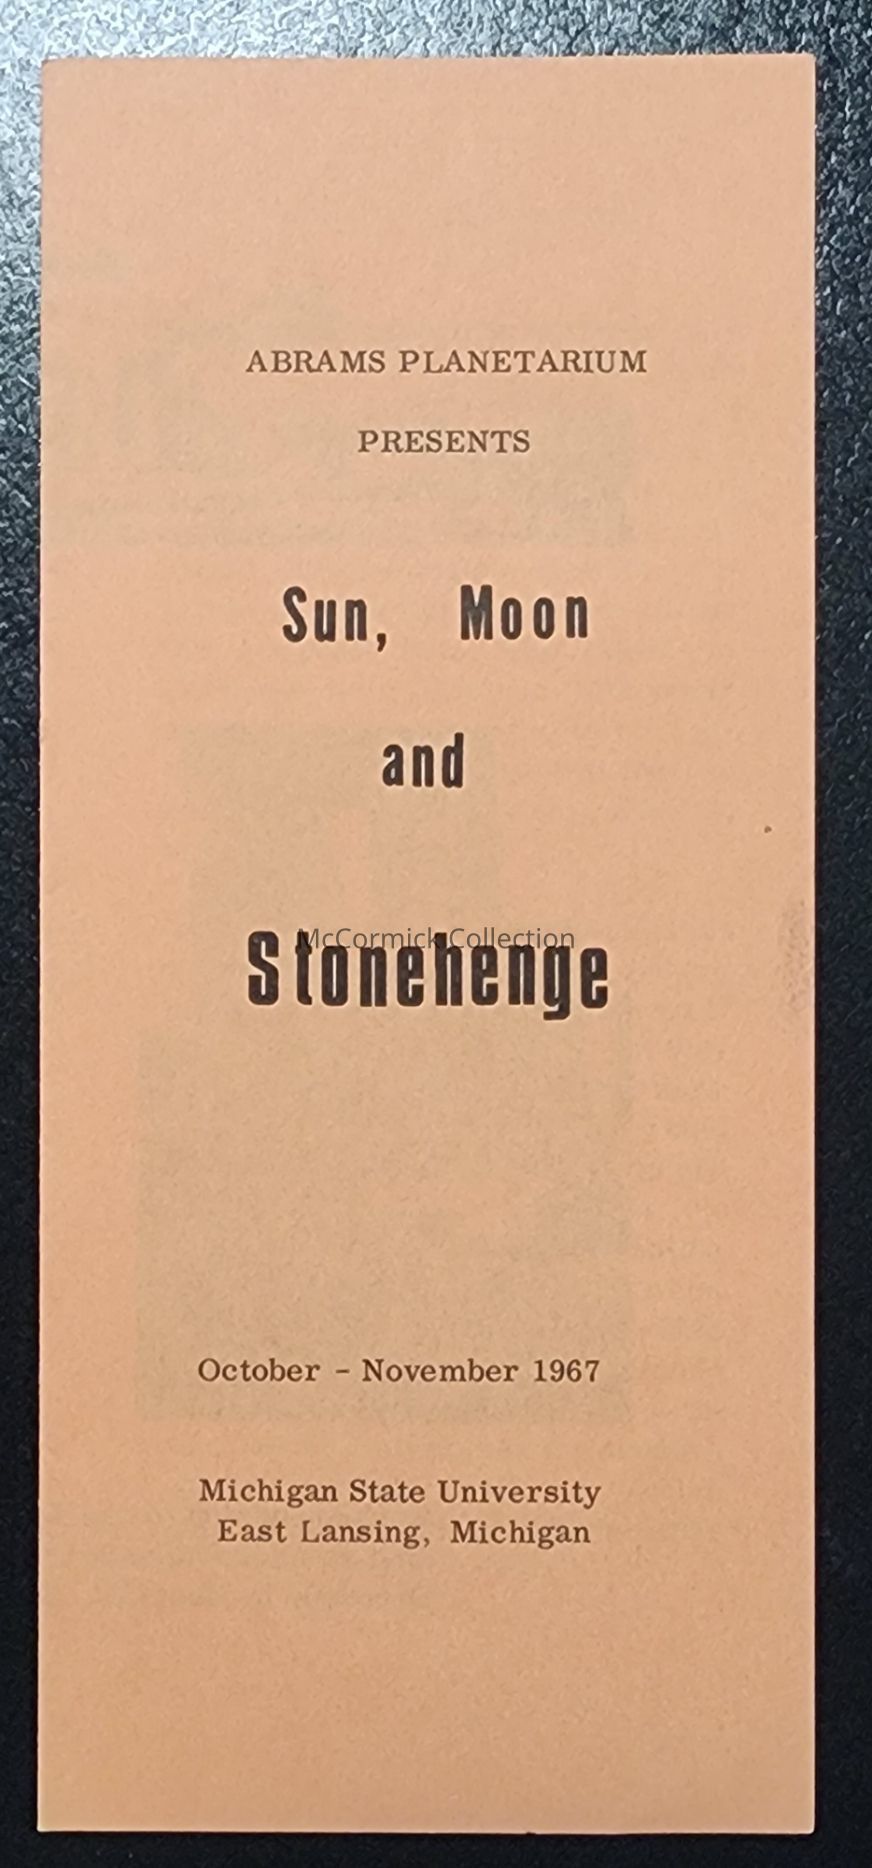 ABRAMS PLANETARIUM
PRESENTS
Sun, Moon
and
McCormick Collection
Stonehenge
October - November 1967
Michigan State University
East Lansing, Michigan